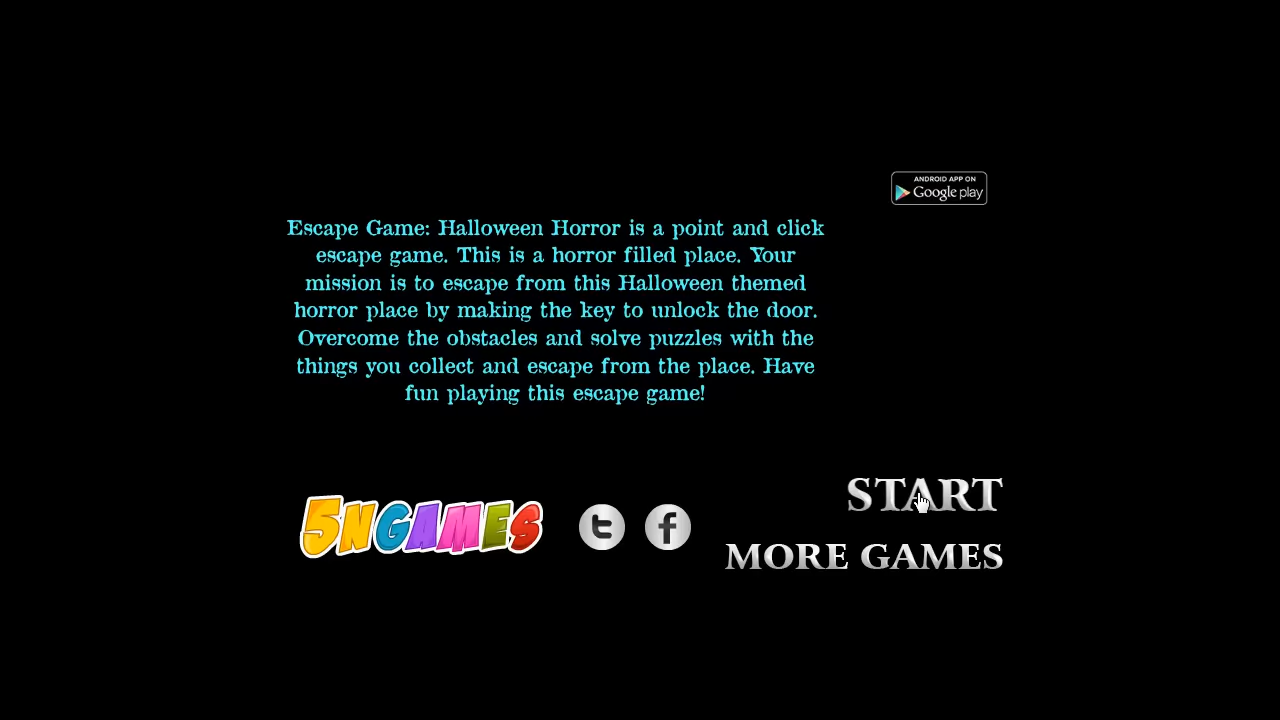 ANDROID APP ON
Google play
Escape Game: Halloween Horror is a point and click
escape game. This is a horror filled place. Your
mission is to escape from this Halloween themed
horror place by making the key to unlock the door.
Overcome the obstacles and solve puzzles with the
things you collect and escape from the place. Have
fun playing this escape game!
START
5NGAMES
MORE GAMES